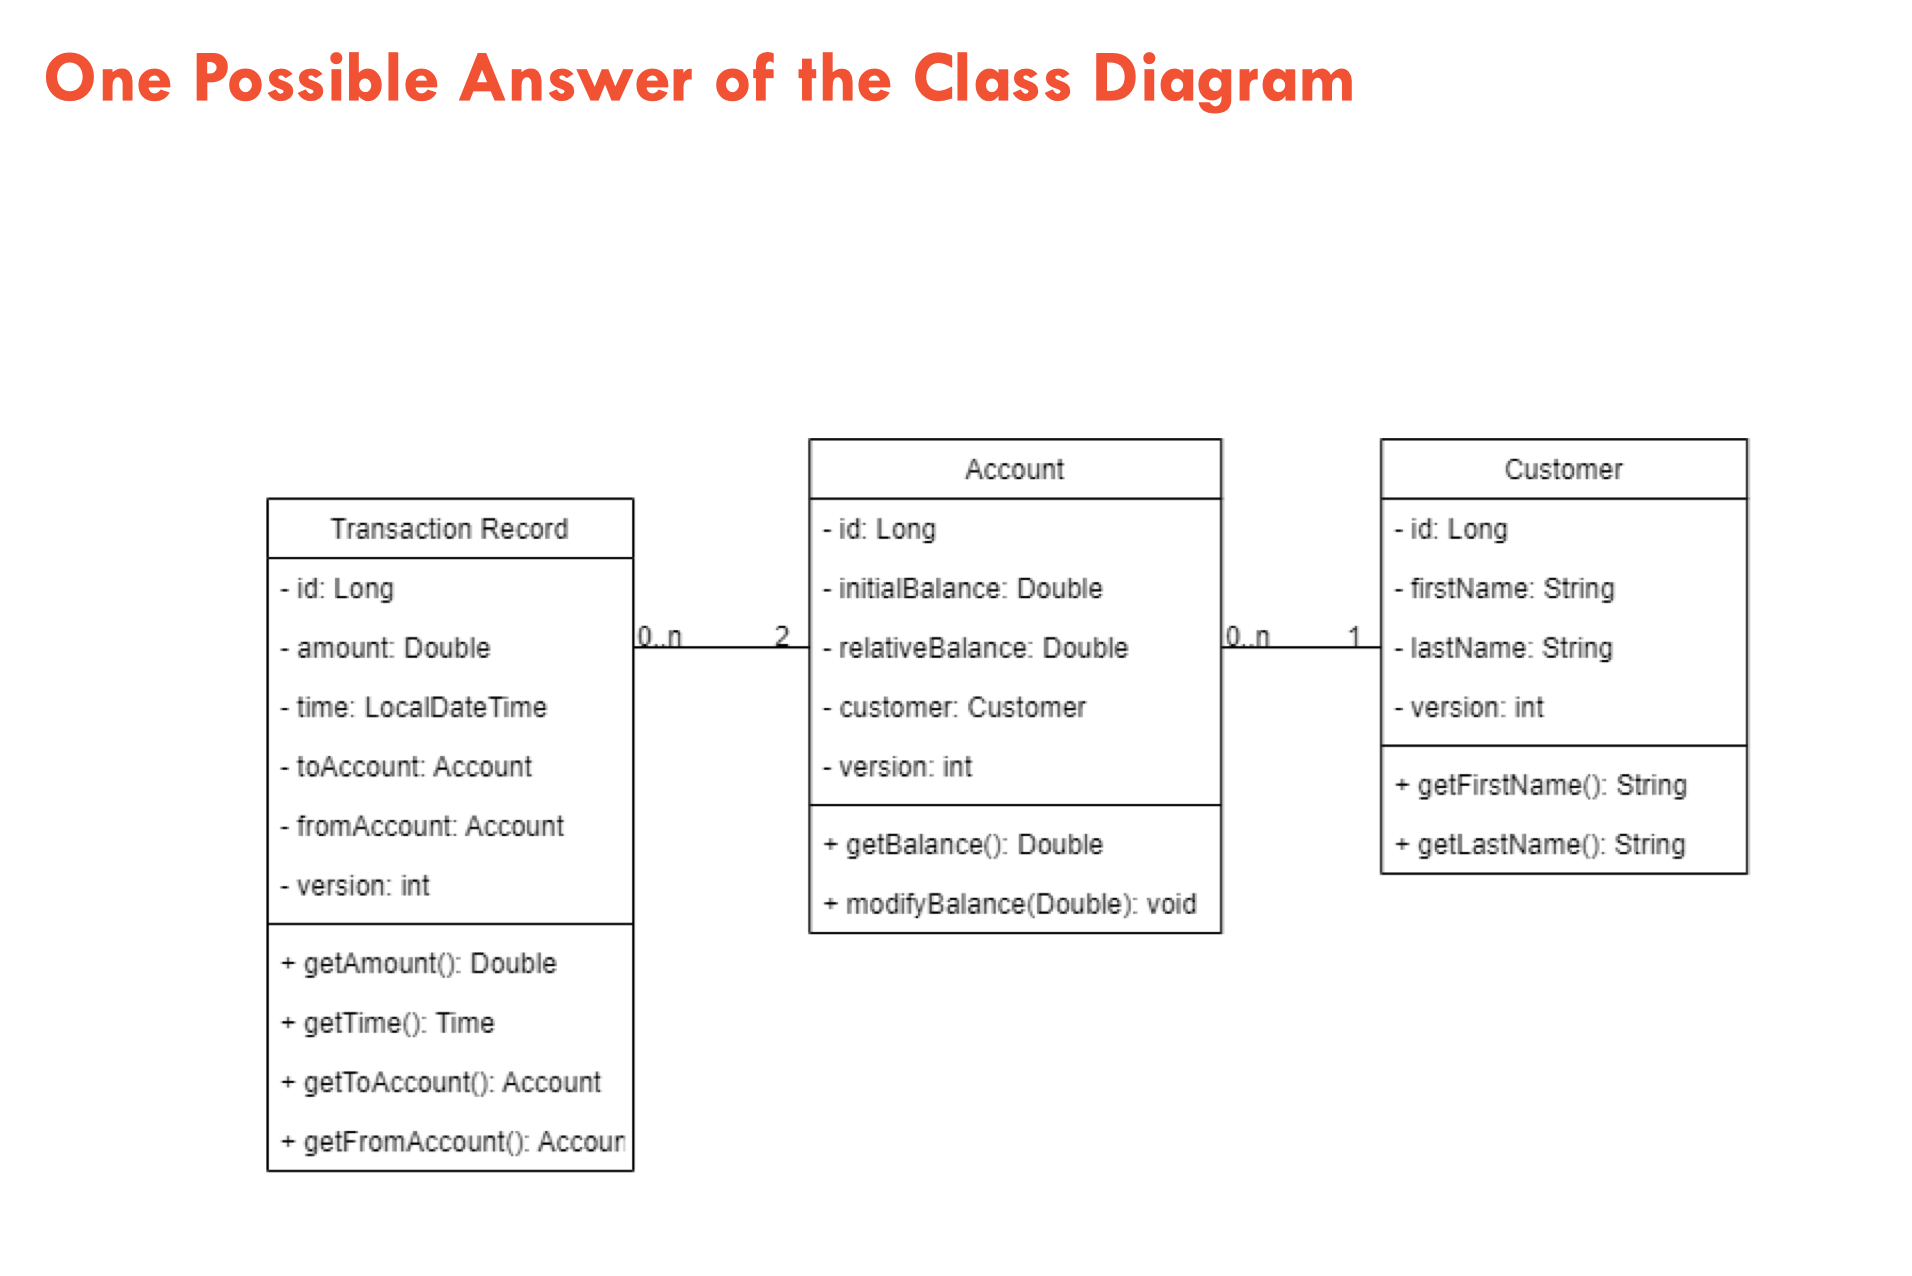 One Possible Answer of the Class Diagram
Transaction Record
- id: Long
- amount: Double
- time: LocalDateTime
- toAccount: Account
- fromAccount: Account
- version: int
+ getAmount(): Double
+ getTime(): Time
+ getToAccount(): Account
+ getFromAccount(): Accoun
0..n
2
Account
- id: Long
- initialBalance: Double
- relativeBalance: Double
- customer: Customer
- version: int
+ getBalance(): Double
+ modifyBalance(Double): void
0..n
1
Customer
- id: Long
- firstName: String
- lastName: String
- version: int
+ getFirstName(): String
+ getLastName(): String